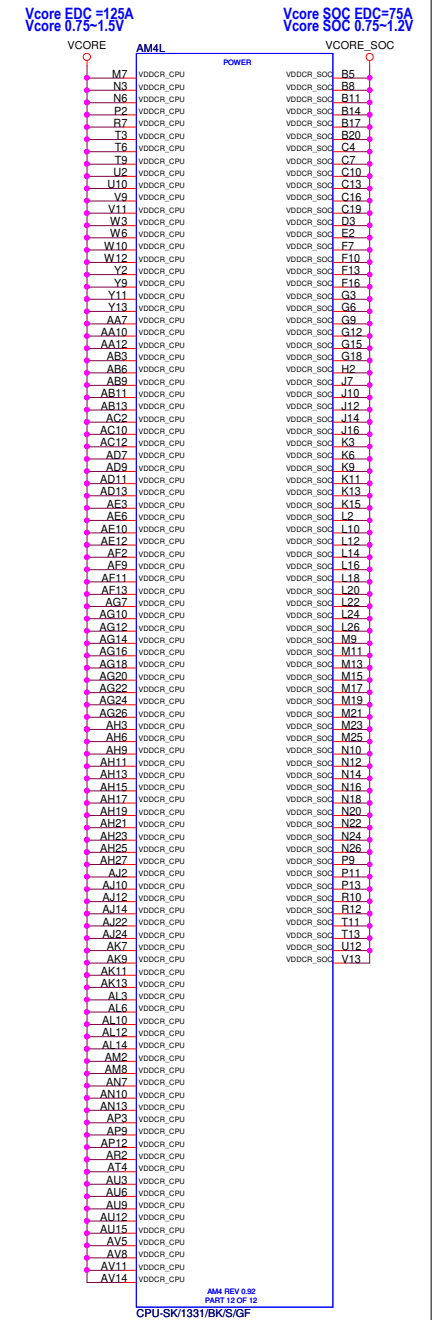 Vcore EDC =125A
Vcore 0.75~1.5V
Vcore SOC EDC=75A
Vcore SOC 0.75~1.2V
VCORE
AM4L
VCORE_SOC
POWER
M7 VDDCR_CPU VDDCR_SOC B5
N3 VDDCR_CPU VDDCR_SOC B8
N6 VDDCR_CPU VDDCR_SOC B11
P2 VDDCR_CPU VDDCR_SOC B14
R7 VDDCR_CPU VDDCR_SOC B17
T3 VDDCR_CPU VDDCR_SOC B20
T6 VDDCR_CPU VDDCR_SOC C4
T9 VDDCR_CPU VDDCR_SOC C7
U2 VDDCR_CPU VDDCR_SOC C10
U10 VDDCR_CPU VDDCR_SOC C13
V9 VDDCR_CPU VDDCR_SOC C16
V11 VDDCR_CPU VDDCR_SOC C19
W3 VDDCR_CPU VDDCR_SOC D3
W6 VDDCR_CPU VDDCR_SOC E2
W10 VDDCR_CPU VDDCR_SOC F7
W12 VDDCR_CPU VDDCR_SOC F10
Y2 VDDCR_CPU VDDCR_SOC F13
Y9 VDDCR_CPU VDDCR_SOC F16
Y11 VDDCR_CPU VDDCR_SOC G3
Y13 VDDCR_CPU VDDCR_SOC G6
AA7 VDDCR_CPU VDDCR_SOC G9
AA10 VDDCR_CPU VDDCR_SOC G12
AA12 VDDCR_CPU VDDCR_SOC G15
AB3 VDDCR_CPU VDDCR_SOC G18
AB6 VDDCR_CPU VDDCR_SOC H2
AB9 VDDCR_CPU VDDCR_SOC J7
AB11 VDDCR_CPU VDDCR_SOC J10
AB13 VDDCR_CPU VDDCR_SOC J12
AC2 VDDCR_CPU VDDCR_SOC J14
AC10 VDDCR_CPU VDDCR_SOC J16
AC12 VDDCR_CPU VDDCR_SOC K3
AD7 VDDCR_CPU VDDCR_SOC K6
AD9 VDDCR_CPU VDDCR_SOC K9
AD11 VDDCR_CPU VDDCR_SOC K11
AD13 VDDCR_CPU VDDCR_SOC K13
AE3 VDDCR_CPU VDDCR_SOC K15
AE6 VDDCR_CPU VDDCR_SOC L2
AE10 VDDCR_CPU VDDCR_SOC L10
AE12 VDDCR_CPU VDDCR_SOC L12
AF2 VDDCR_CPU VDDCR_SOC L14
AF9 VDDCR_CPU VDDCR_SOC L16
AF11 VDDCR_CPU VDDCR_SOC L18
AF13 VDDCR_CPU VDDCR_SOC L20
AG7 VDDCR_CPU VDDCR_SOC L22
AG10 VDDCR_CPU VDDCR_SOC L24
AG12 VDDCR_CPU VDDCR_SOC L26
AG14 VDDCR_CPU VDDCR_SOC M9
AG16 VDDCR_CPU VDDCR_SOC M11
AG18 VDDCR_CPU VDDCR_SOC M13
AG20 VDDCR_CPU VDDCR_SOC M15
AG22 VDDCR_CPU VDDCR_SOC M17
AG24 VDDCR_CPU VDDCR_SOC M19
AG26 VDDCR_CPU VDDCR_SOC M21
AH3 VDDCR_CPU VDDCR_SOC M23
AH6 VDDCR_CPU VDDCR_SOC M25
AH9 VDDCR_CPU VDDCR_SOC N10
AH11 VDDCR_CPU VDDCR_SOC N12
AH13 VDDCR_CPU VDDCR_SOC N14
AH15 VDDCR_CPU VDDCR_SOC N16
AH17 VDDCR_CPU VDDCR_SOC N18
AH19 VDDCR_CPU VDDCR_SOC N20
AH21 VDDCR_CPU VDDCR_SOC N22
AH23 VDDCR_CPU VDDCR_SOC N24
AH25 VDDCR_CPU VDDCR_SOC N26
AH27 VDDCR_CPU VDDCR_SOC P9
AJ2 VDDCR_CPU VDDCR_SOC P11
AJ10 VDDCR_CPU VDDCR_SOC P13
AJ12 VDDCR_CPU VDDCR_SOC R10
AJ14 VDDCR_CPU VDDCR_SOC R12
AJ22 VDDCR_CPU VDDCR_SOC T11
AJ24 VDDCR_CPU VDDCR_SOC T13
AK7 VDDCR_CPU VDDCR_SOC U12
AK9 VDDCR_CPU VDDCR_SOC V13
AK11 VDDCR_CPU
AK13 VDDCR_CPU
AL3 VDDCR_CPU
AL6 VDDCR_CPU
AL10 VDDCR_CPU
AL12 VDDCR_CPU
AL14 VDDCR_CPU
AM2 VDDCR_CPU
AM8 VDDCR_CPU
AN7 VDDCR_CPU
AN10 VDDCR_CPU
AN13 VDDCR_CPU
AP3 VDDCR_CPU
AP9 VDDCR_CPU
AP12 VDDCR_CPU
AR2 VDDCR_CPU
AT4 VDDCR_CPU
AU3 VDDCR_CPU
AU6 VDDCR_CPU
AU9 VDDCR_CPU
AU12 VDDCR_CPU
AU15 VDDCR_CPU
AV5 VDDCR_CPU
AV8 VDDCR_CPU
AV11 VDDCR_CPU
AV14 VDDCR_CPU
AM4 REV 0.92
PART 12 OF 12
CPU-SK/1331/BK/S/GF